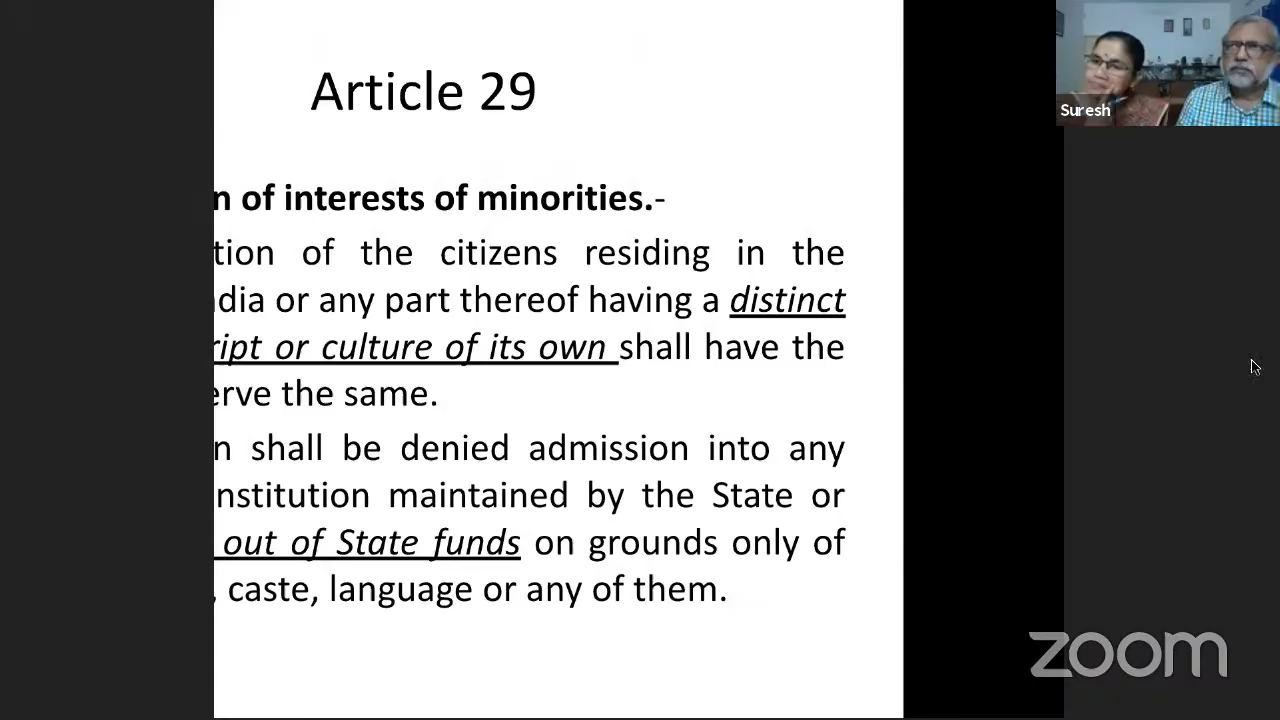 Article 29
n of interests of minorities.-
tion of the citizens residing in the
ndia or any part thereof having a distinct
ript or culture of its own shall have the
erve the same.
n shall be denied admission into any
nstitution maintained by the State or
out of State funds on grounds only of
, caste, language or any of them.
Suresh
zoom